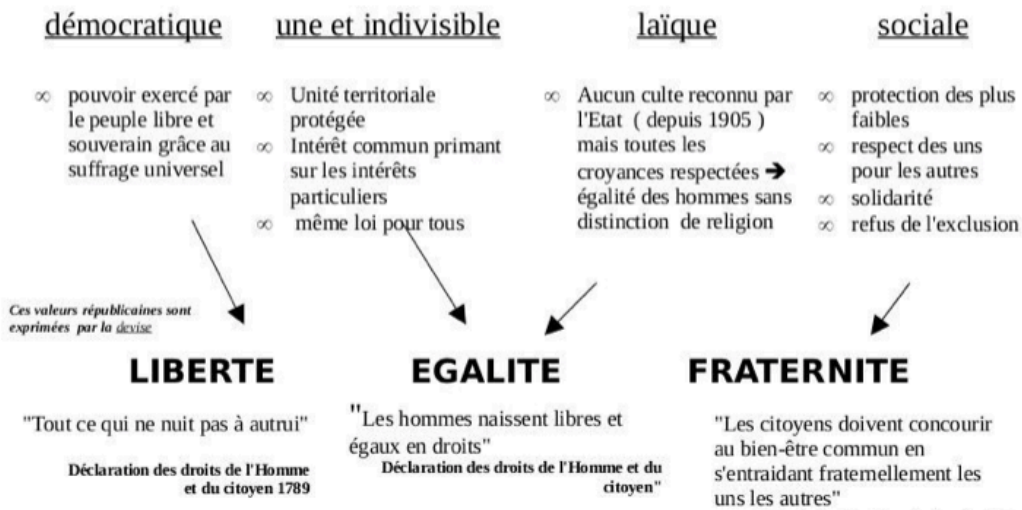 démocratique
une et indivisible
laïque
sociale
∞ pouvoir exercé par
le peuple libre et
souverain grâce au
suffrage universel
∞ Unité territoriale
protégée
∞ Intérêt commun primant
sur les intérêts
particuliers
∞ même loi pour tous
∞ Aucun culte reconnu par
l'Etat ( depuis 1905 )
mais toutes les
croyances respectées ➔
égalité des hommes sans
distinction de religion
∞ protection des plus
faibles
∞ respect des uns
pour les autres
∞ solidarité
∞ refus de l'exclusion
Ces valeurs républicaines sont
exprimées par la devise
LIBERTE
"Tout ce qui ne nuit pas à autrui"
Déclaration des droits de l'Homme
et du citoyen 1789
EGALITE
"Les hommes naissent libres et
égaux en droits"
Déclaration des droits de l'Homme et du
citoyen"
FRATERNITE
"Les citoyens doivent concourir
au bien-être commun en
s'entraidant fraternellement les
uns les autres"